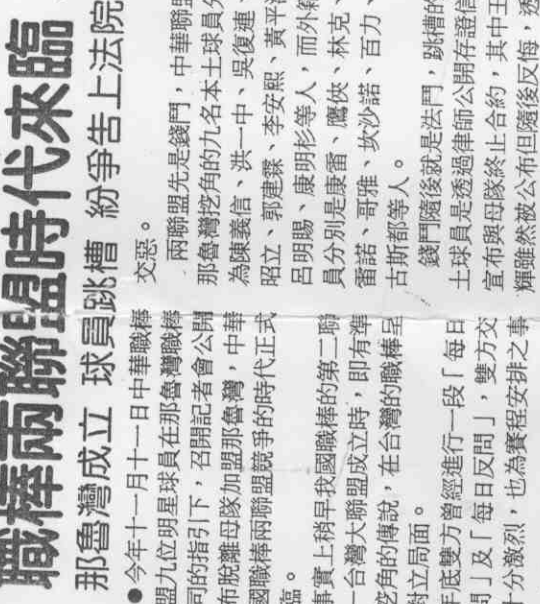 職棒兩聯盟時代來臨
那魯灣成立 球員跳槽 紛爭告上法院
●今年十一月十一日中華職棒
盟九位明星球員在那魯灣職棒
司的指引下，召開記者會公開
布脫離母隊加盟那魯灣，中華
國職棒兩聯盟競爭的時代正式
臨。
事實上稍早我國職棒的第二聯
一台灣大聯盟成立時，即有準
挖角的傳說，在台灣的職棒呈
對立局面。
年底雙方曾經進行一段「每日
問」及「每日反問」，雙方交
十分激烈，也為賽程安排之事
交惡。
兩聯盟先是錢鬥，中華聯盟
那魯灣挖角的九名本土球員分
為陳義信、洪一中、吳復連、
昭立、郭建霖、李安熙、黃平洋
呂明賜、康明杉等人，而外籍
員分別是康雷、鷹俠、林克、
雷諾、哥雅、坎沙諾、百力、
古斯都等人。
錢鬥隨後就是法鬥，跳槽的
土球員是透過律師公開存證信
宣布與母隊終止合約，其中王
輝雖然被公布但隨後反悔，透